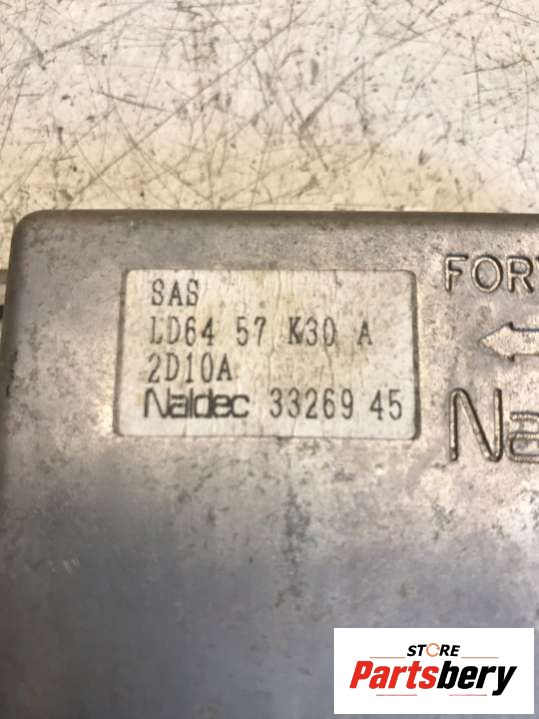 SAS
LD64 57 K30 A
2D10A
Naldec 33269 45
FOR
Na
STORE
Partsbery